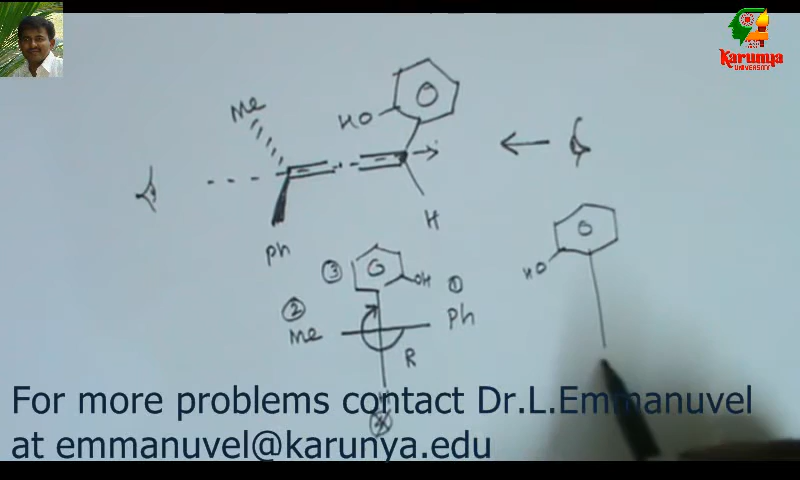 Karunya
UNIVERSITY
Me
HO
Ph
H
③
OH
①
②
Me
Ph
R
HO
For more problems contact Dr.L.Emmanuvel
at emmanuvel@karunya.edu